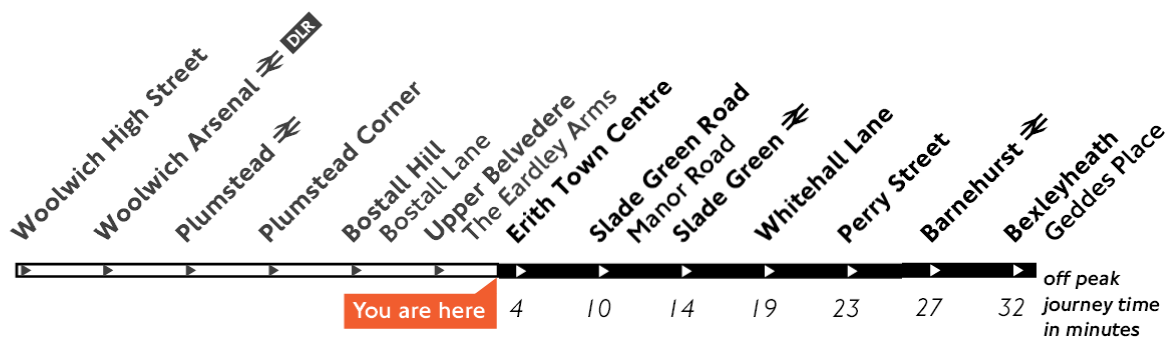 Woolwich High Street
Woolwich Arsenal DLR
Plumstead
Plumstead Corner
Bostall Hill
Bostall Lane
Upper Belvedere
The Eardley Arms
Erith Town Centre
Slade Green Road
Manor Road
Slade Green
Whitehall Lane
Perry Street
Barnehurst
Bexleyheath
Geddes Place
You are here
4 10 14 19 23 27 32
off peak
journey time
in minutes